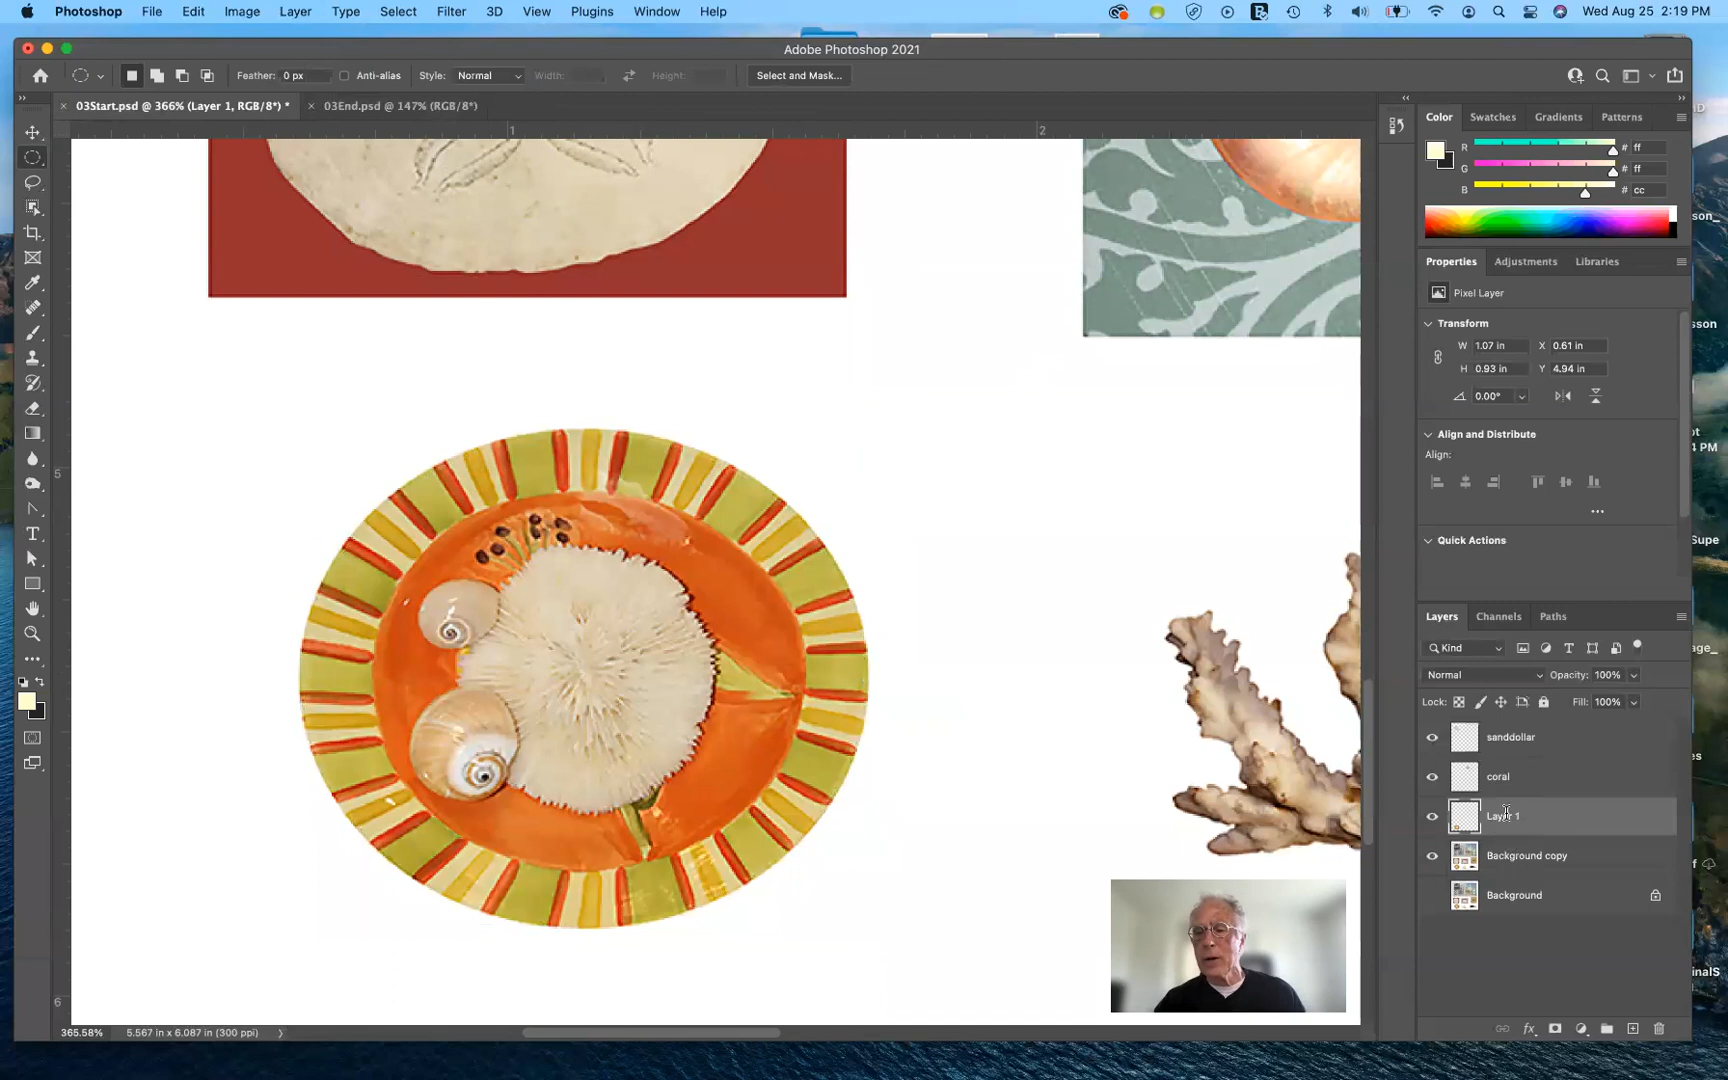 Photoshop File Edit Image Layer Type Select Filter 3D View Plugins Window Help Wed Aug 25 2:19 PM
Adobe Photoshop 2021
Feather: 0 px Anti-alias Style: Normal Width: Height: Select and Mask...
03Start.psd @ 366% (Layer 1, RGB/8*) * 03End.psd @ 147% (RGB/8*)
1 2
5
6
Color Swatches Gradients Patterns
R # ff
G # ff
B # cc
Properties Adjustments Libraries
Pixel Layer
Transform
W 1.07 in X 0.61 in
H 0.93 in Y 4.94 in
0.00°
Align and Distribute
Align:
Quick Actions
Layers Channels Paths
Kind
Normal Opacity: 100%
Lock: Fill: 100%
sanddollar
coral
Layer 1
Background copy
Background
365.58% 5.567 in x 6.087 in (300 ppi)